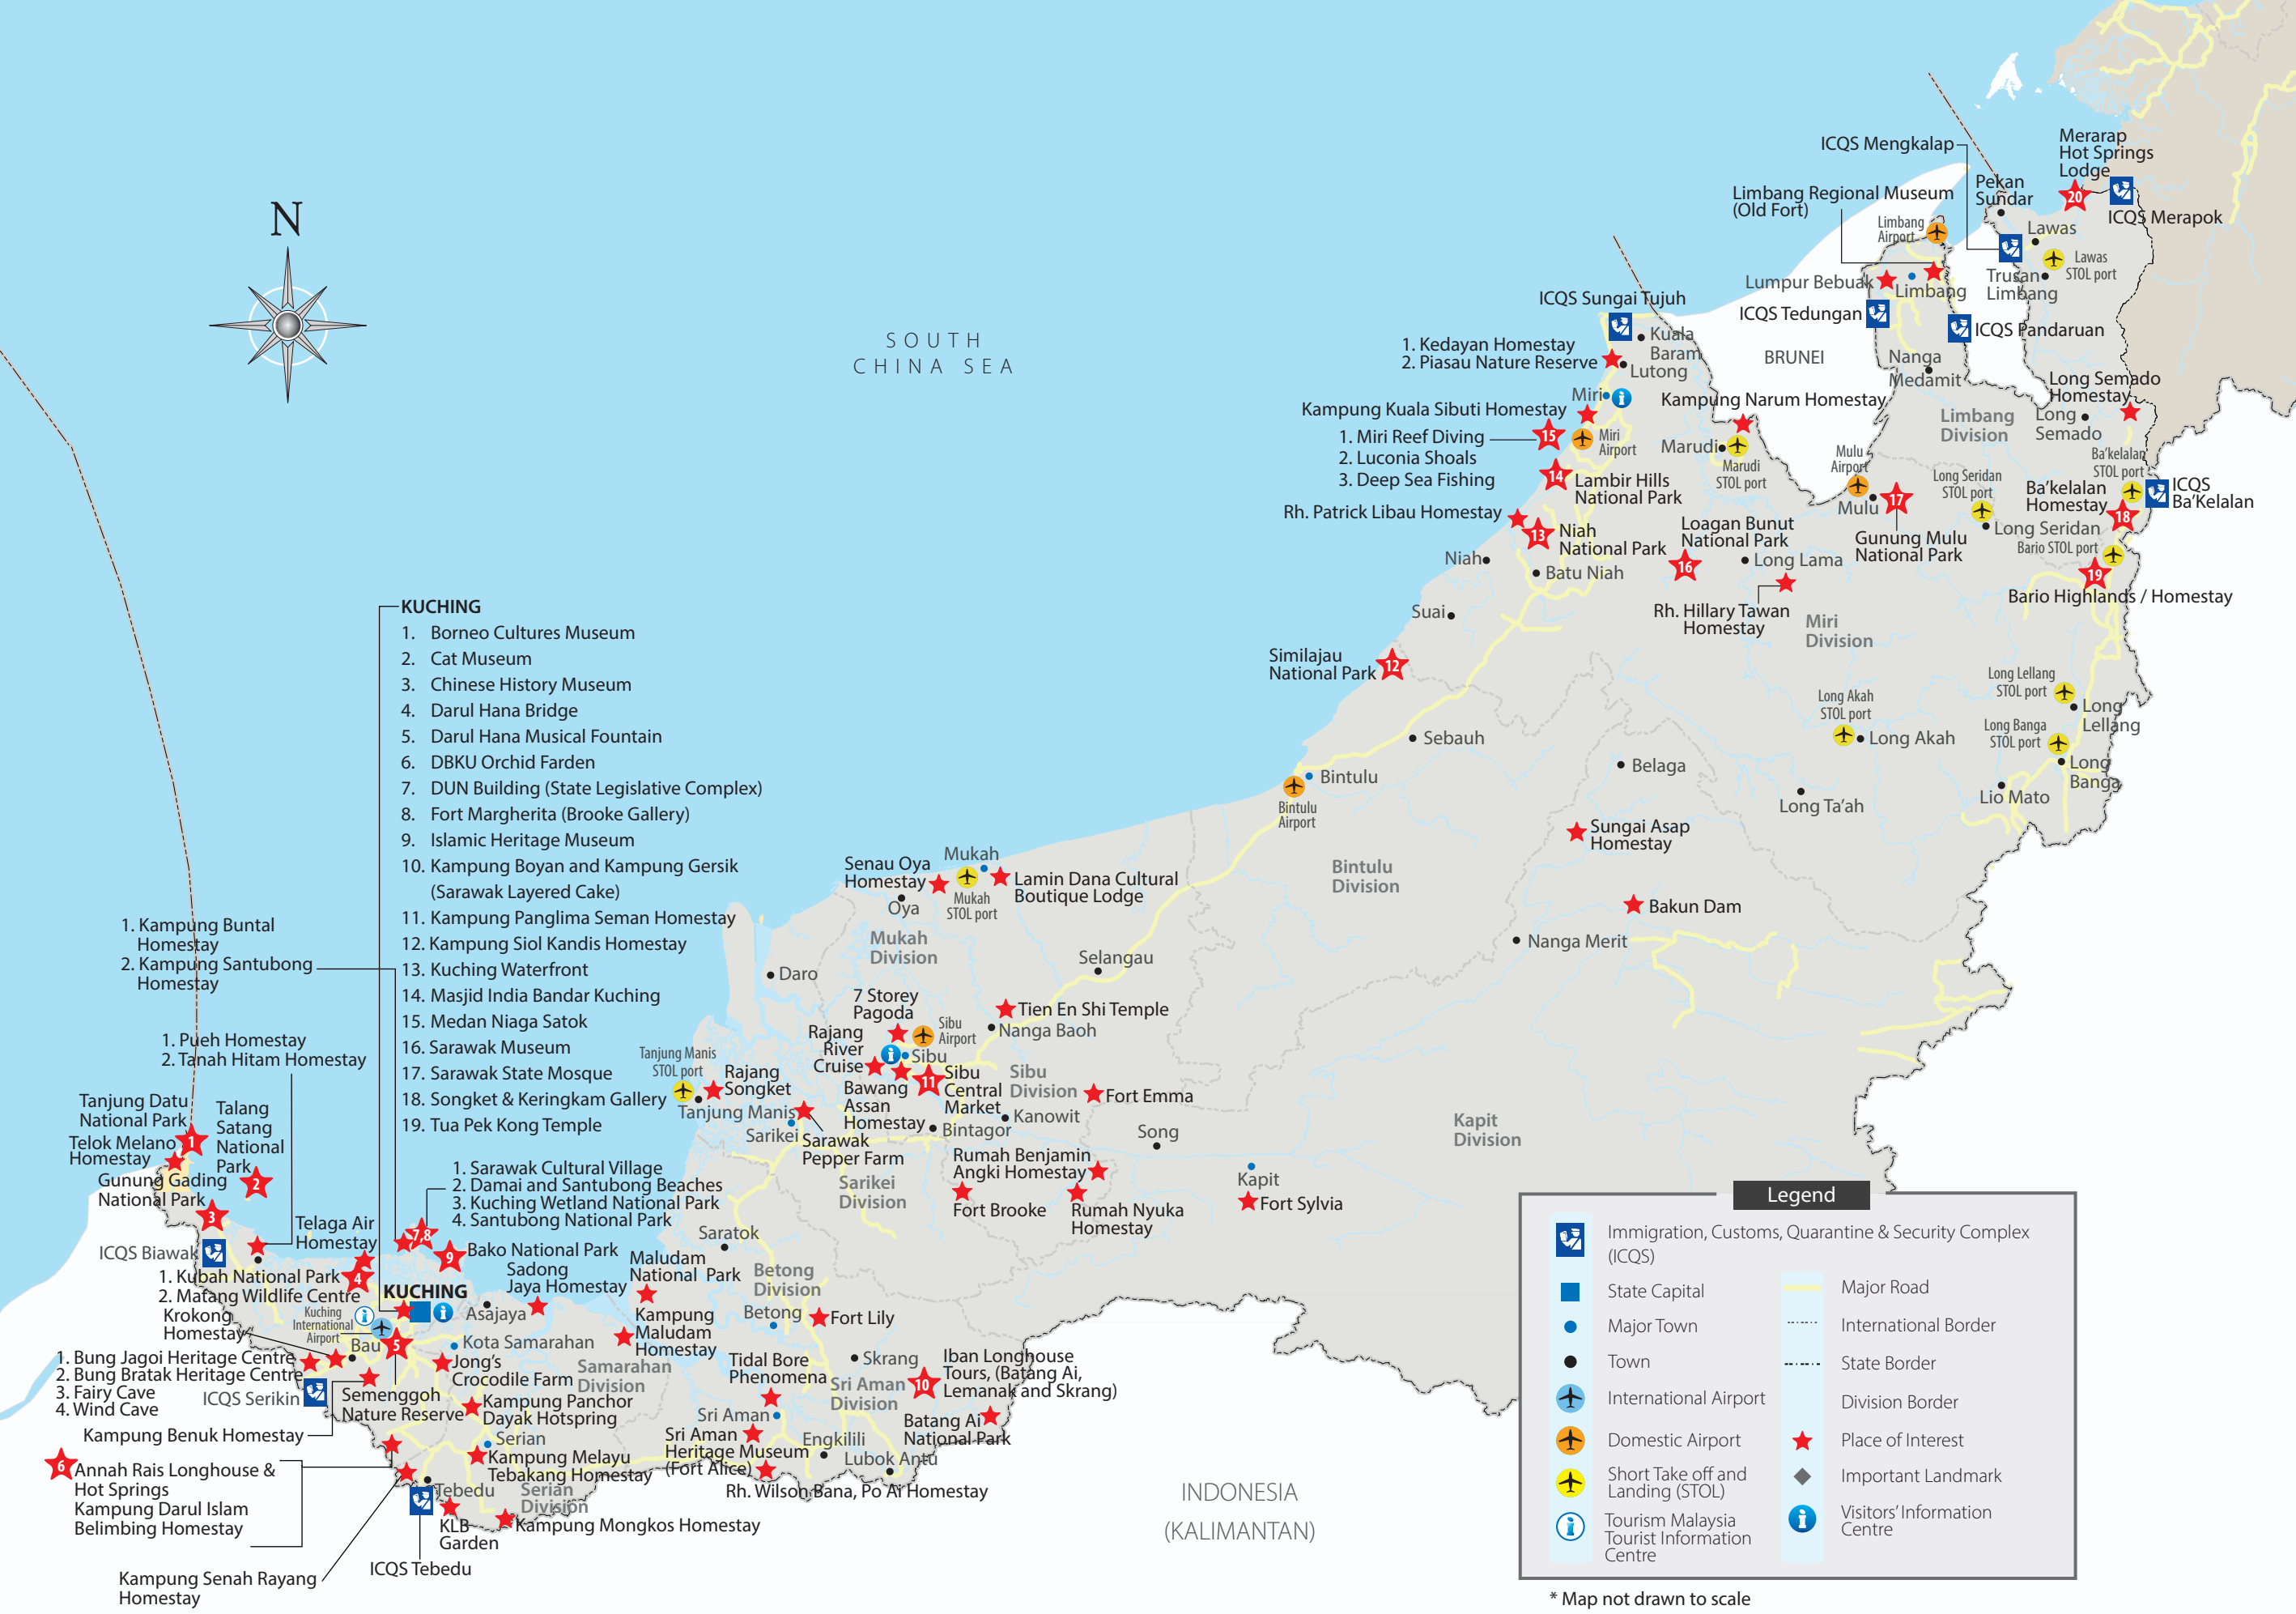 N
SOUTH
CHINA SEA
KUCHING
1. Borneo Cultures Museum
2. Cat Museum
3. Chinese History Museum
4. Darul Hana Bridge
5. Darul Hana Musical Fountain
6. DBKU Orchid Farden
7. DUN Building (State Legislative Complex)
8. Fort Margherita (Brooke Gallery)
9. Islamic Heritage Museum
10. Kampung Boyan and Kampung Gersik
(Sarawak Layered Cake)
11. Kampung Panglima Seman Homestay
12. Kampung Siol Kandis Homestay
13. Kuching Waterfront
14. Masjid India Bandar Kuching
15. Medan Niaga Satok
16. Sarawak Museum
17. Sarawak State Mosque
18. Songket & Keringkam Gallery
19. Tua Pek Kong Temple
1. Kampung Buntal
Homestay
2. Kampung Santubong
Homestay
1. Pueh Homestay
2. Tanah Hitam Homestay
Tanjung Datu
National Park
1
Telok Melano
Homestay
Talang
Satang
National
Park
2
Gunung Gading
National Park
3
ICQS Biawak
Telaga Air
Homestay
1. Sarawak Cultural Village
2. Damai and Santubong Beaches
3. Kuching Wetland National Park
4. Santubong National Park
7,8
9
Bako National Park
1. Kubah National Park
2. Matang Wildlife Centre
4
KUCHING
Sadong
Jaya Homestay
Asajaya
Krokong
Homestay
Kuching
International
Airport
Bau
5
Kota Samarahan
1. Bung Jagoi Heritage Centre
2. Bung Bratak Heritage Centre
3. Fairy Cave
4. Wind Cave
ICQS Serikin
Jong's
Crocodile Farm
Samarahan
Division
Semenggoh
Nature Reserve
Kampung Panchor
Dayak Hotspring
Kampung Benuk Homestay
Serian
Kampung Melayu
Tebakang Homestay
6
Annah Rais Longhouse &
Hot Springs
Kampung Darul Islam
Belimbing Homestay
Tebedu
Serian
Division
KLB
Garden
Kampung Mongkos Homestay
ICQS Tebedu
Kampung Senah Rayang
Homestay
Maludam
National Park
Kampung
Maludam
Homestay
Saratok
Betong
Division
Betong
Fort Lily
Tidal Bore
Phenomena
Skrang
Sri Aman
Division
10
Iban Longhouse
Tours, (Batang Ai,
Lemanak and Skrang)
Sri Aman
Batang Ai
National Park
Sri Aman
Heritage Museum
(Fort Alice)
Engkilili
Lubok Antu
Rh. Wilson Bana, Po Ai Homestay
Tanjung Manis
STOL port
Rajang
Songket
Tanjung Manis
Sarikei
Sarawak
Pepper Farm
Sarikei
Division
Daro
Senau Oya
Homestay
Mukah
Oya
Mukah
STOL port
Lamin Dana Cultural
Boutique Lodge
Mukah
Division
Selangau
7 Storey
Pagoda
Tien En Shi Temple
Nanga Baoh
Rajang
River
Cruise
Sibu
Airport
Sibu
11
Sibu
Central
Market
Sibu
Division
Bawang
Assan
Homestay
Fort Emma
Kanowit
Bintagor
Song
Rumah Benjamin
Angki Homestay
Fort Brooke
Rumah Nyuka
Homestay
Kapit
Fort Sylvia
Kapit
Division
Bintulu
Bintulu
Airport
Bintulu
Division
Sebauh
Similajau
National Park
12
Suai
Niah
Batu Niah
13
Niah
National Park
Rh. Patrick Libau Homestay
14
Lambir Hills
National Park
15
1. Miri Reef Diving
2. Luconia Shoals
3. Deep Sea Fishing
Kampung Kuala Sibuti Homestay
Miri
Miri
Airport
1. Kedayan Homestay
2. Piasau Nature Reserve
ICQS Sungai Tujuh
Kuala
Baram
Lutong
Kampung Narum Homestay
Marudi
Marudi
STOL port
BRUNEI
Loagan Bunut
National Park
16
Long Lama
Rh. Hillary Tawan
Homestay
Miri
Division
Mulu
Airport
Mulu
17
Gunung Mulu
National Park
Long Seridan
STOL port
Long Seridan
Limbang Regional Museum
(Old Fort)
Limbang
Airport
Lumpur Bebuak
Limbang
ICQS Tedungan
ICQS Pandaruan
Nanga
Medamit
Limbang
Division
ICQS Mengkalap
Pekan
Sundar
Merarap
Hot Springs
Lodge
20
ICQS Merapok
Lawas
Lawas
STOL port
Trusan
Limbang
Long Semado
Homestay
Long
Semado
Ba'kelalan
STOL port
Ba'kelalan
Homestay
18
ICQS
Ba'Kelalan
Bario STOL port
19
Bario Highlands / Homestay
Long Lellang
STOL port
Long
Lellang
Long Akah
STOL port
Long Akah
Long Banga
STOL port
Long
Banga
Lio Mato
Long Ta'ah
Belaga
Sungai Asap
Homestay
Bakun Dam
Nanga Merit
INDONESIA
(KALIMANTAN)
Legend
Immigration, Customs, Quarantine & Security Complex
(ICQS)
State Capital
Major Town
Town
International Airport
Domestic Airport
Short Take off and
Landing (STOL)
Tourism Malaysia
Tourist Information
Centre
Major Road
International Border
State Border
Division Border
Place of Interest
Important Landmark
Visitors' Information
Centre
* Map not drawn to scale